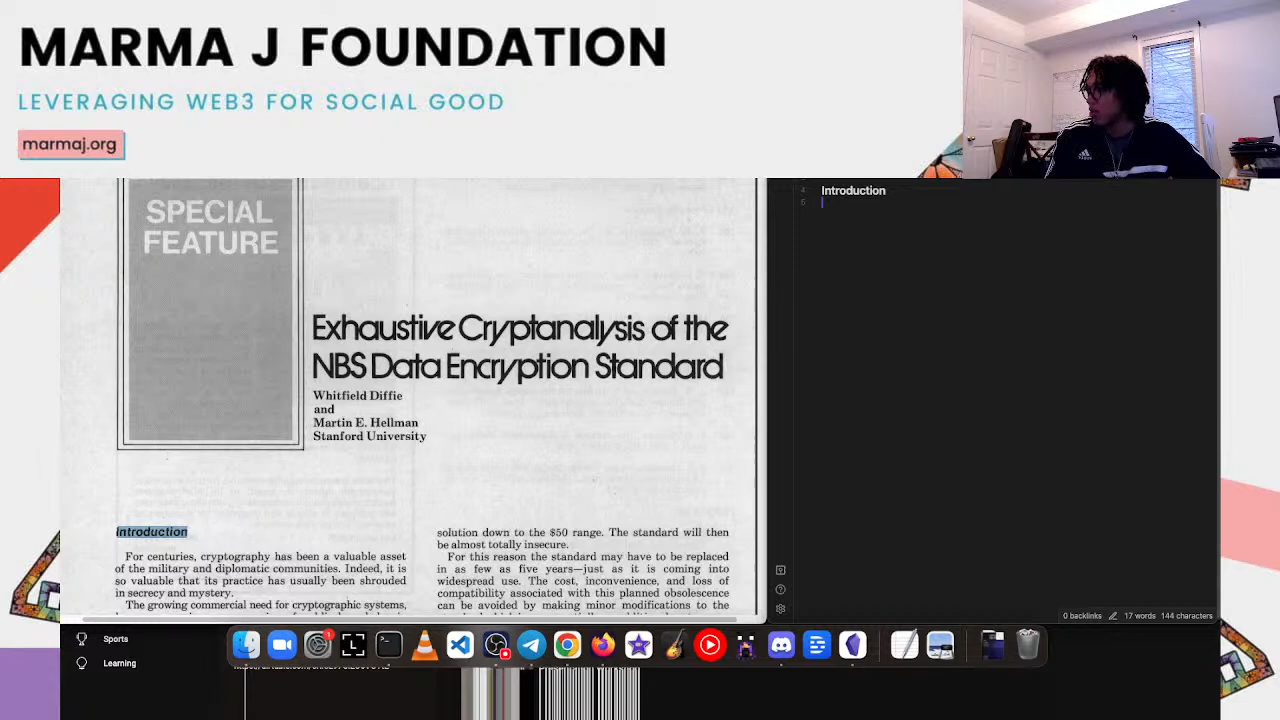 MARMA J FOUNDATION
LEVERAGING WEB3 FOR SOCIAL GOOD
marmaj.org
SPECIAL
FEATURE
Exhaustive Cryptanalysis of the
NBS Data Encryption Standard
Whitfield Diffie
and
Martin E. Hellman
Stanford University
Introduction
For centuries, cryptography has been a valuable asset
of the military and diplomatic communities. Indeed, it is
so valuable that its practice has usually been shrouded
in secrecy and mystery.
The growing commercial need for cryptographic systems,
solution down to the $50 range. The standard will then
be almost totally insecure.
For this reason the standard may have to be replaced
in as few as five years—just as it is coming into
widespread use. The cost, inconvenience, and loss of
compatibility associated with this planned obsolescence
can be avoided by making minor modifications to the
4 Introduction
5
0 backlinks 17 words 144 characters
Sports
Learning